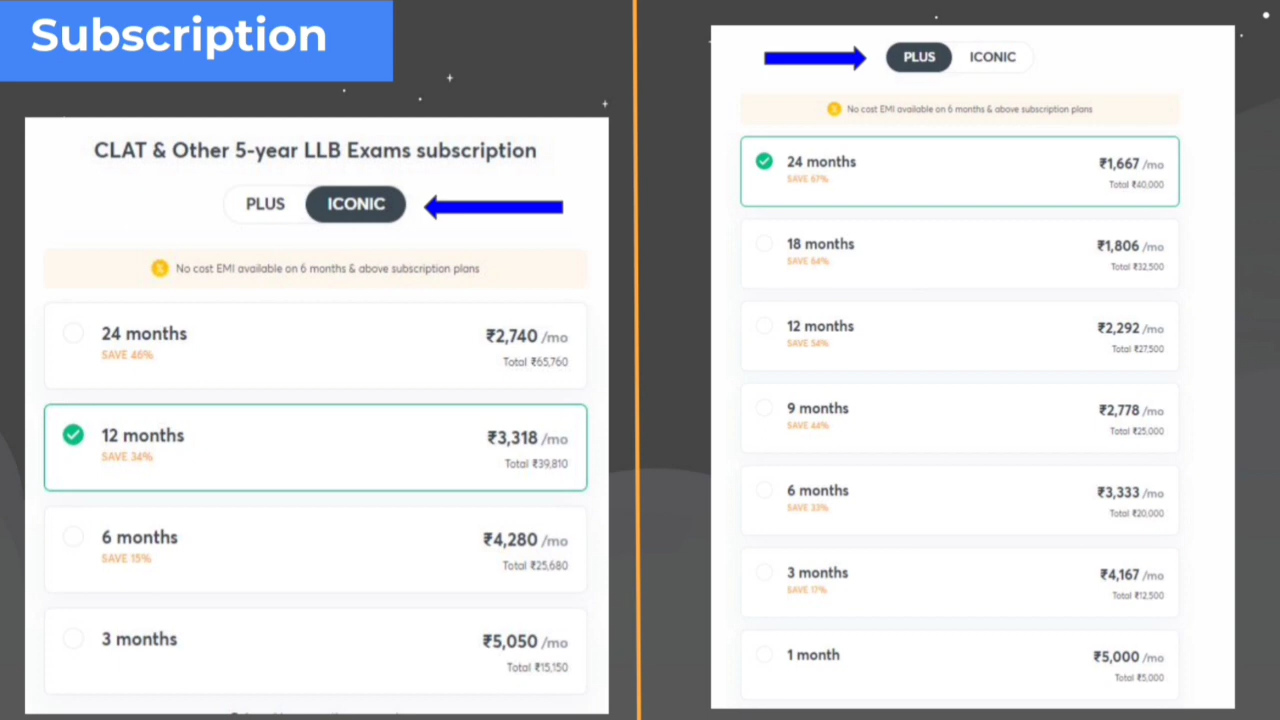 Subscription
CLAT & Other 5-year LLB Exams subscription
PLUS ICONIC
No cost EMI available on 6 months & above subscription plans
24 months
₹2,740 /mo
SAVE 46%
Total ₹65,760
12 months
₹3,318 /mo
SAVE 34%
Total ₹39,810
6 months
₹4,280 /mo
SAVE 15%
Total ₹25,680
3 months
₹5,050 /mo
Total ₹15,150
PLUS ICONIC
No cost EMI available on 6 months & above subscription plans
24 months
₹1,667 /mo
SAVE 67%
Total ₹40,000
18 months
₹1,806 /mo
SAVE 64%
Total ₹32,500
12 months
₹2,292 /mo
SAVE 54%
Total ₹27,500
9 months
₹2,778 /mo
SAVE 44%
Total ₹25,000
6 months
₹3,333 /mo
SAVE 33%
Total ₹20,000
3 months
₹4,167 /mo
SAVE 17%
Total ₹12,500
1 month
₹5,000 /mo
Total ₹5,000